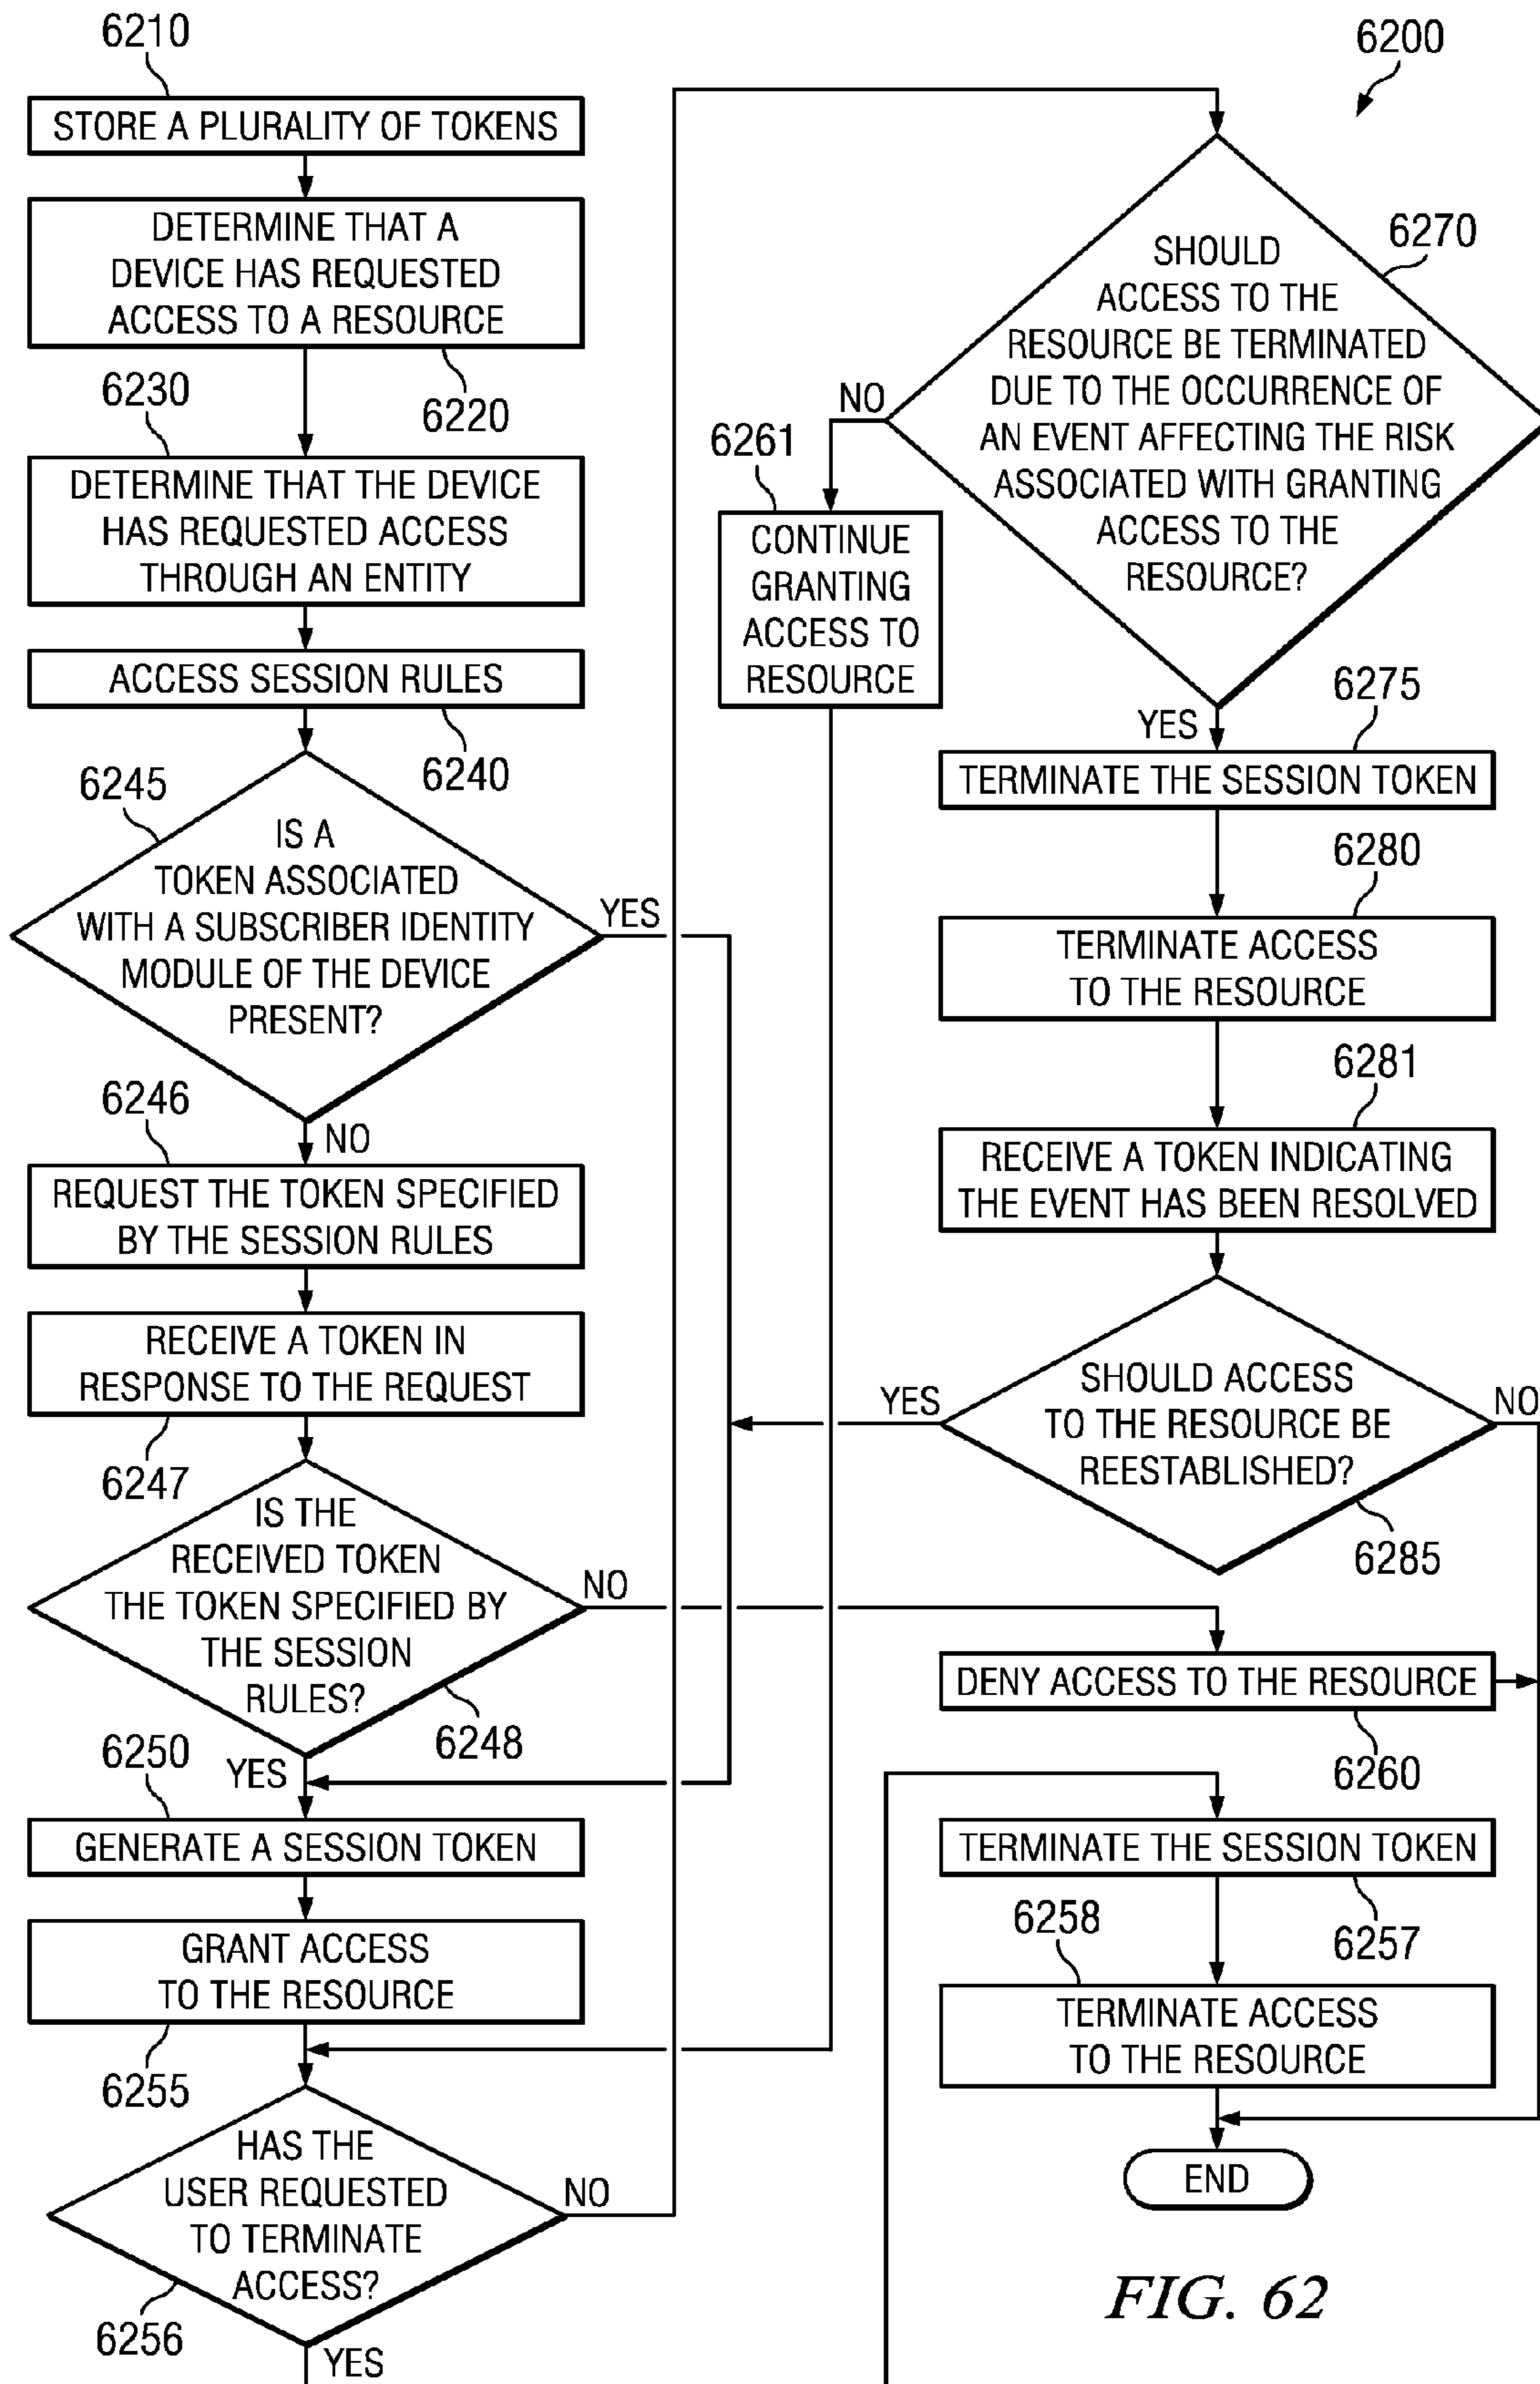 6210
STORE A PLURALITY OF TOKENS
DETERMINE THAT A
DEVICE HAS REQUESTED
ACCESS TO A RESOURCE
6220
6230
DETERMINE THAT THE DEVICE
HAS REQUESTED ACCESS
THROUGH AN ENTITY
ACCESS SESSION RULES
6240
6245
IS A
TOKEN ASSOCIATED
WITH A SUBSCRIBER IDENTITY
MODULE OF THE DEVICE
PRESENT?
YES
NO
6246
REQUEST THE TOKEN SPECIFIED
BY THE SESSION RULES
RECEIVE A TOKEN IN
RESPONSE TO THE REQUEST
6247
IS THE
RECEIVED TOKEN
THE TOKEN SPECIFIED BY
THE SESSION
RULES?
NO
6248
YES
6250
GENERATE A SESSION TOKEN
GRANT ACCESS
TO THE RESOURCE
6255
HAS THE
USER REQUESTED
TO TERMINATE
ACCESS?
NO
6256
YES
6200
SHOULD
ACCESS TO THE
RESOURCE BE TERMINATED
DUE TO THE OCCURRENCE OF
AN EVENT AFFECTING THE RISK
ASSOCIATED WITH GRANTING
ACCESS TO THE
RESOURCE?
6270
NO
6261
CONTINUE
GRANTING
ACCESS TO
RESOURCE
YES
6275
TERMINATE THE SESSION TOKEN
6280
TERMINATE ACCESS
TO THE RESOURCE
6281
RECEIVE A TOKEN INDICATING
THE EVENT HAS BEEN RESOLVED
SHOULD ACCESS
TO THE RESOURCE BE
REESTABLISHED?
YES
NO
6285
DENY ACCESS TO THE RESOURCE
6260
TERMINATE THE SESSION TOKEN
6257
6258
TERMINATE ACCESS
TO THE RESOURCE
END
FIG. 62